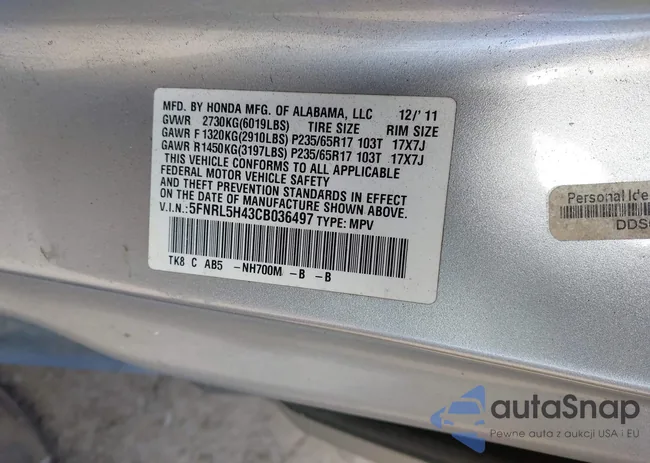 MFD. BY HONDA MFG. OF ALABAMA, LLC 12/' 11
GVWR 2730KG(6019LBS) TIRE SIZE RIM SIZE
GAWR F 1320KG(2910LBS) P235/65R17 103T 17X7J
GAWR R1450KG(3197LBS) P235/65R17 103T 17X7J
THIS VEHICLE CONFORMS TO ALL APPLICABLE
FEDERAL MOTOR VEHICLE SAFETY
AND THEFT PREVENTION STANDARDS IN EFFECT
ON THE DATE OF MANUFACTURE SHOWN ABOVE.
V.I.N.:5FNRL5H43CB036497 TYPE: MPV
TK8 C AB5 -NH700M -B -B
Personal Ide
DDS
autaSnap
Pewne auta z aukcji USA i EU